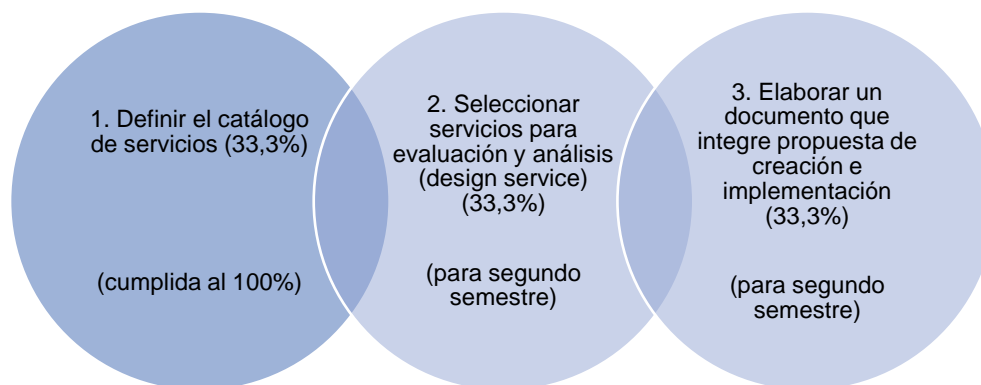 1. Definir el catálogo
de servicios (33,3%)
(cumplida al 100%)
2. Seleccionar
servicios para
evaluación y análisis
(design service)
(33,3%)
(para segundo
semestre)
3. Elaborar un
documento que
integre propuesta de
creación e
implementación
(33,3%)
(para segundo
semestre)